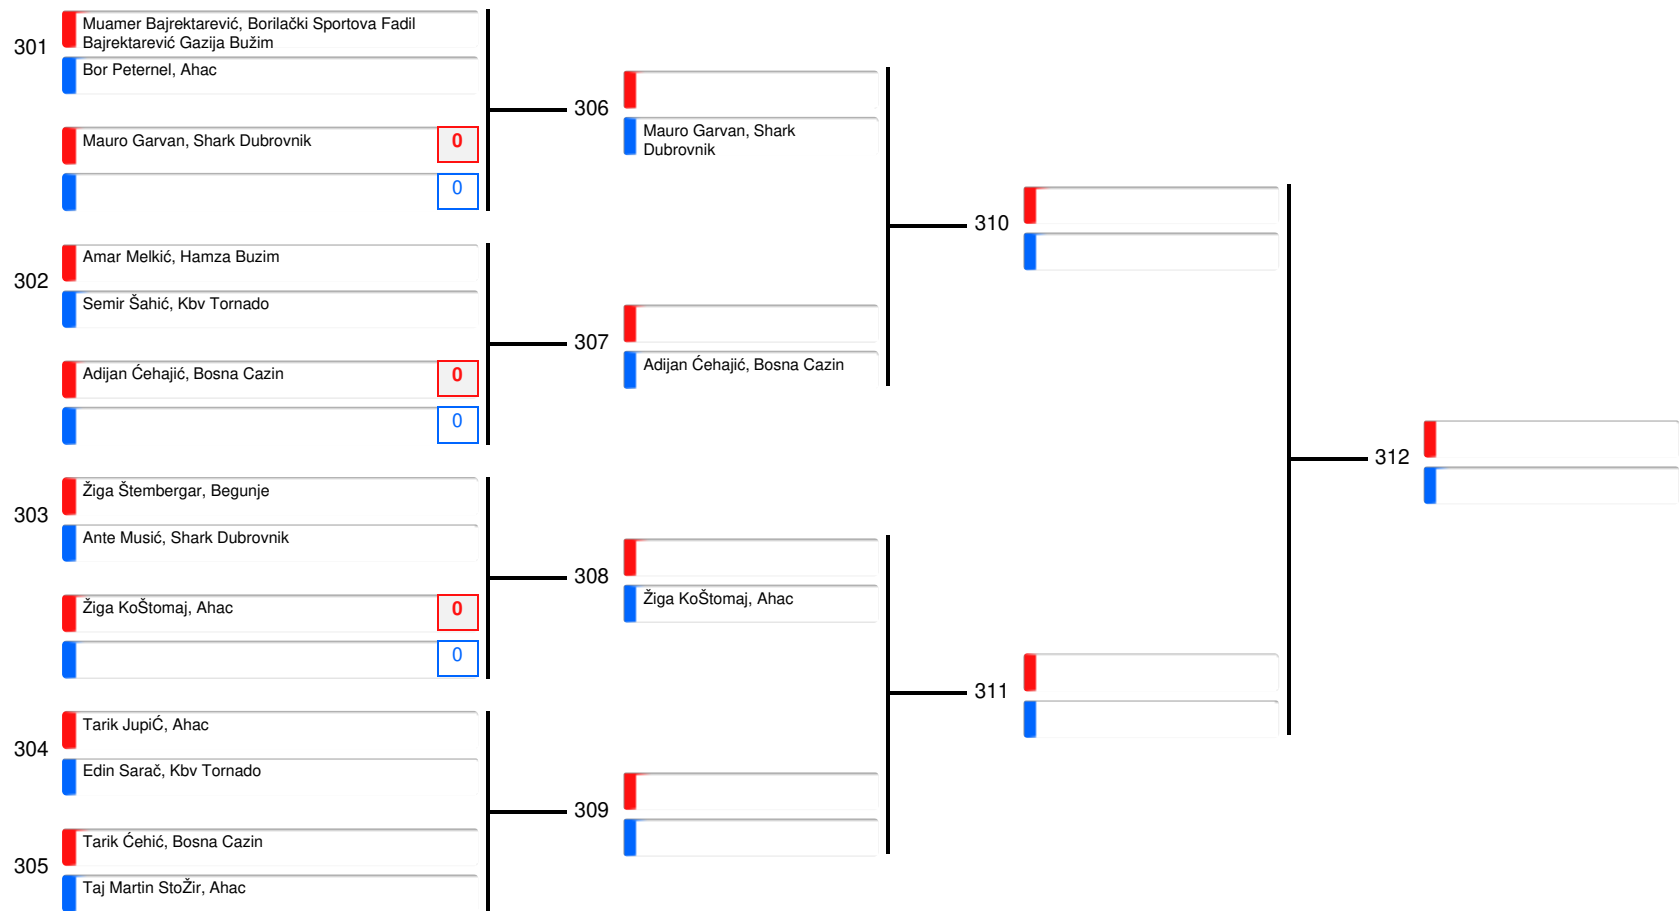 301
Muamer Bajrektarević, Borilački Sportova Fadil
Bajrektarević Gazija Bužim
Bor Peternel, Ahac
Mauro Garvan, Shark Dubrovnik
0
0
302
Amar Melkić, Hamza Buzim
Semir Šahić, Kbv Tornado
Adijan Ćehajić, Bosna Cazin
0
0
303
Žiga Štembergar, Begunje
Ante Musić, Shark Dubrovnik
Žiga KoŠtomaj, Ahac
0
0
304
Tarik JupiĆ, Ahac
Edin Sarač, Kbv Tornado
305
Tarik Ćehić, Bosna Cazin
Taj Martin StoŽir, Ahac
306
Mauro Garvan, Shark
Dubrovnik
307
Adijan Ćehajić, Bosna Cazin
308
Žiga KoŠtomaj, Ahac
309
310
311
312